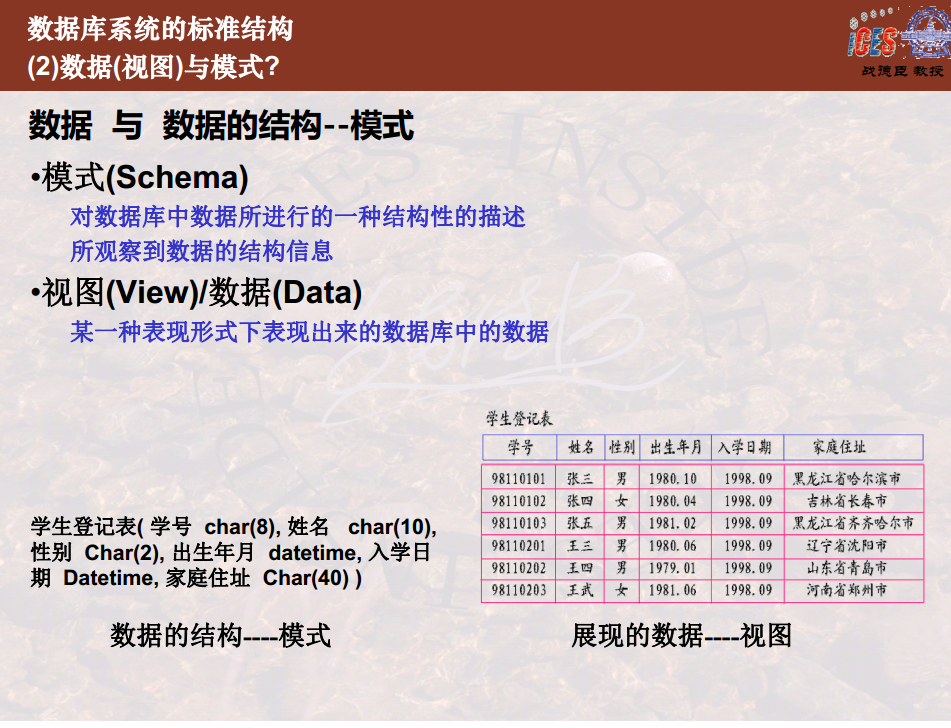 数据库系统的标准结构
(2)数据(视图)与模式?
ICES
战德臣 教授
数据 与 数据的结构--模式
•模式(Schema)
对数据库中数据所进行的一种结构性的描述
所观察到数据的结构信息
•视图(View)/数据(Data)
某一种表现形式下表现出来的数据库中的数据
学生登记表
学号 姓名 性别 出生年月 入学日期 家庭住址
98110101 张三 男 1980.10 1998.09 黑龙江省哈尔滨市
98110102 张四 女 1980.04 1998.09 吉林省长春市
98110103 张五 男 1981.02 1998.09 黑龙江省齐齐哈尔市
98110201 王三 男 1980.06 1998.09 辽宁省沈阳市
98110202 王四 男 1979.01 1998.09 山东省青岛市
98110203 王武 女 1981.06 1998.09 河南省郑州市
学生登记表( 学号 char(8), 姓名 char(10),
性别 Char(2), 出生年月 datetime, 入学日
期 Datetime, 家庭住址 Char(40) )
数据的结构----模式
展现的数据----视图